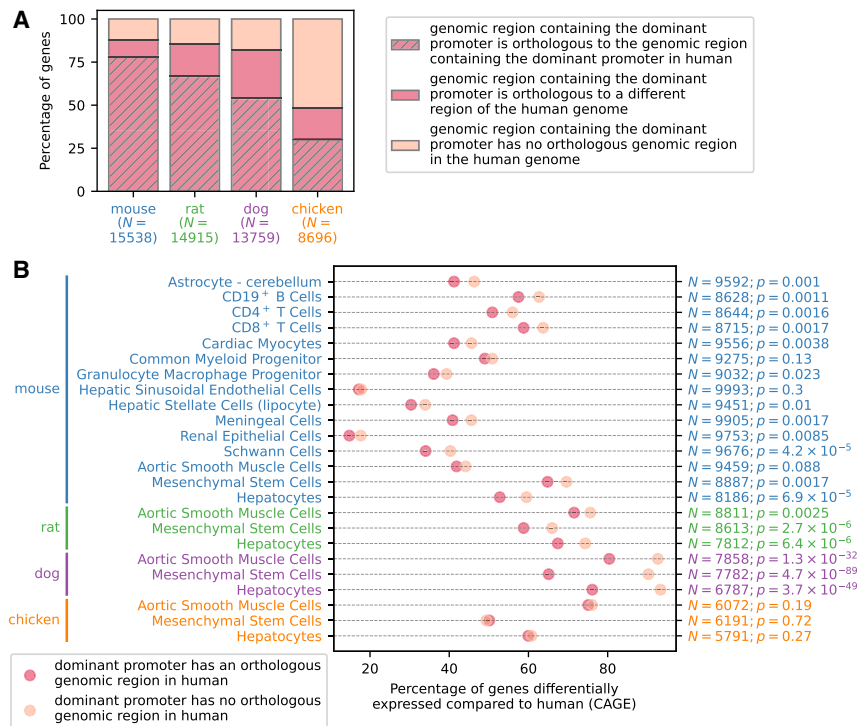 A
Percentage of genes
100
75
50
25
0
mouse
(N =
15538)
rat
(N =
14915)
dog
(N =
13759)
chicken
(N =
8696)
genomic region containing the dominant
promoter is orthologous to the genomic region
containing the dominant promoter in human
genomic region containing the dominant
promoter is orthologous to a different
region of the human genome
genomic region containing the dominant
promoter has no orthologous genomic region
in the human genome
B
mouse
Astrocyte - cerebellum N = 9592; p = 0.001
CD19⁺ B Cells N = 8628; p = 0.0011
CD4⁺ T Cells N = 8644; p = 0.0016
CD8⁺ T Cells N = 8715; p = 0.0017
Cardiac Myocytes N = 9556; p = 0.0038
Common Myeloid Progenitor N = 9275; p = 0.13
Granulocyte Macrophage Progenitor N = 9032; p = 0.023
Hepatic Sinusoidal Endothelial Cells N = 9993; p = 0.3
Hepatic Stellate Cells (lipocyte) N = 9451; p = 0.01
Meningeal Cells N = 9905; p = 0.0017
Renal Epithelial Cells N = 9753; p = 0.0085
Schwann Cells N = 9676; p = 4.2 × 10⁻⁵
Aortic Smooth Muscle Cells N = 9459; p = 0.088
Mesenchymal Stem Cells N = 8887; p = 0.0017
Hepatocytes N = 8186; p = 6.9 × 10⁻⁵
rat
Aortic Smooth Muscle Cells N = 8811; p = 0.0025
Mesenchymal Stem Cells N = 8613; p = 2.7 × 10⁻⁶
Hepatocytes N = 7812; p = 6.4 × 10⁻⁶
dog
Aortic Smooth Muscle Cells N = 7858; p = 1.3 × 10⁻³²
Mesenchymal Stem Cells N = 7782; p = 4.7 × 10⁻⁸⁹
Hepatocytes N = 6787; p = 3.7 × 10⁻⁴⁹
chicken
Aortic Smooth Muscle Cells N = 6072; p = 0.19
Mesenchymal Stem Cells N = 6191; p = 0.72
Hepatocytes N = 5791; p = 0.27
20 40 60 80
Percentage of genes differentially
expressed compared to human (CAGE)
dominant promoter has an orthologous
genomic region in human
dominant promoter has no orthologous
genomic region in human